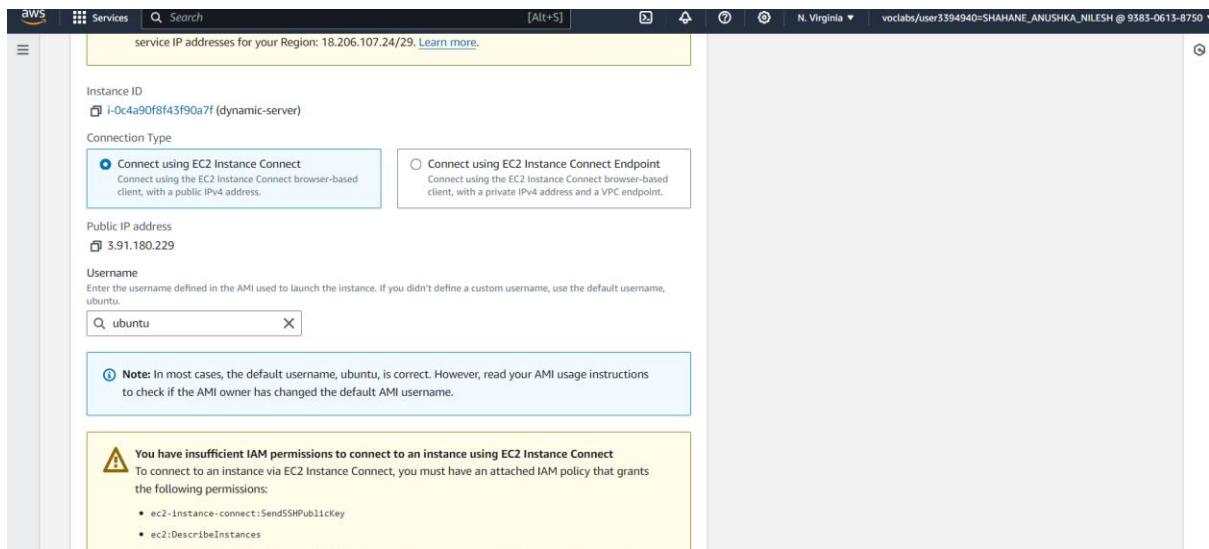 aws Services Search [Alt+S] N. Virginia ▼ voclabs/user3394940=SHAHANE_ANUSHKA_NILESH @ 9383-0613-8750
service IP addresses for your Region: 18.206.107.24/29. Learn more.
Instance ID
i-0c4a90f8f43f90a7f (dynamic-server)
Connection Type
Connect using EC2 Instance Connect
Connect using the EC2 Instance Connect browser-based
client, with a public IPv4 address.
Connect using EC2 Instance Connect Endpoint
Connect using the EC2 Instance Connect browser-based
client, with a private IPv4 address and a VPC endpoint.
Public IP address
3.91.180.229
Username
Enter the username defined in the AMI used to launch the instance. If you didn't define a custom username, use the default username,
ubuntu.
ubuntu
Note: In most cases, the default username, ubuntu, is correct. However, read your AMI usage instructions
to check if the AMI owner has changed the default AMI username.
You have insufficient IAM permissions to connect to an instance using EC2 Instance Connect
To connect to an instance via EC2 Instance Connect, you must have an attached IAM policy that grants
the following permissions:
• ec2-instance-connect:SendSSHPublicKey
• ec2:DescribeInstances